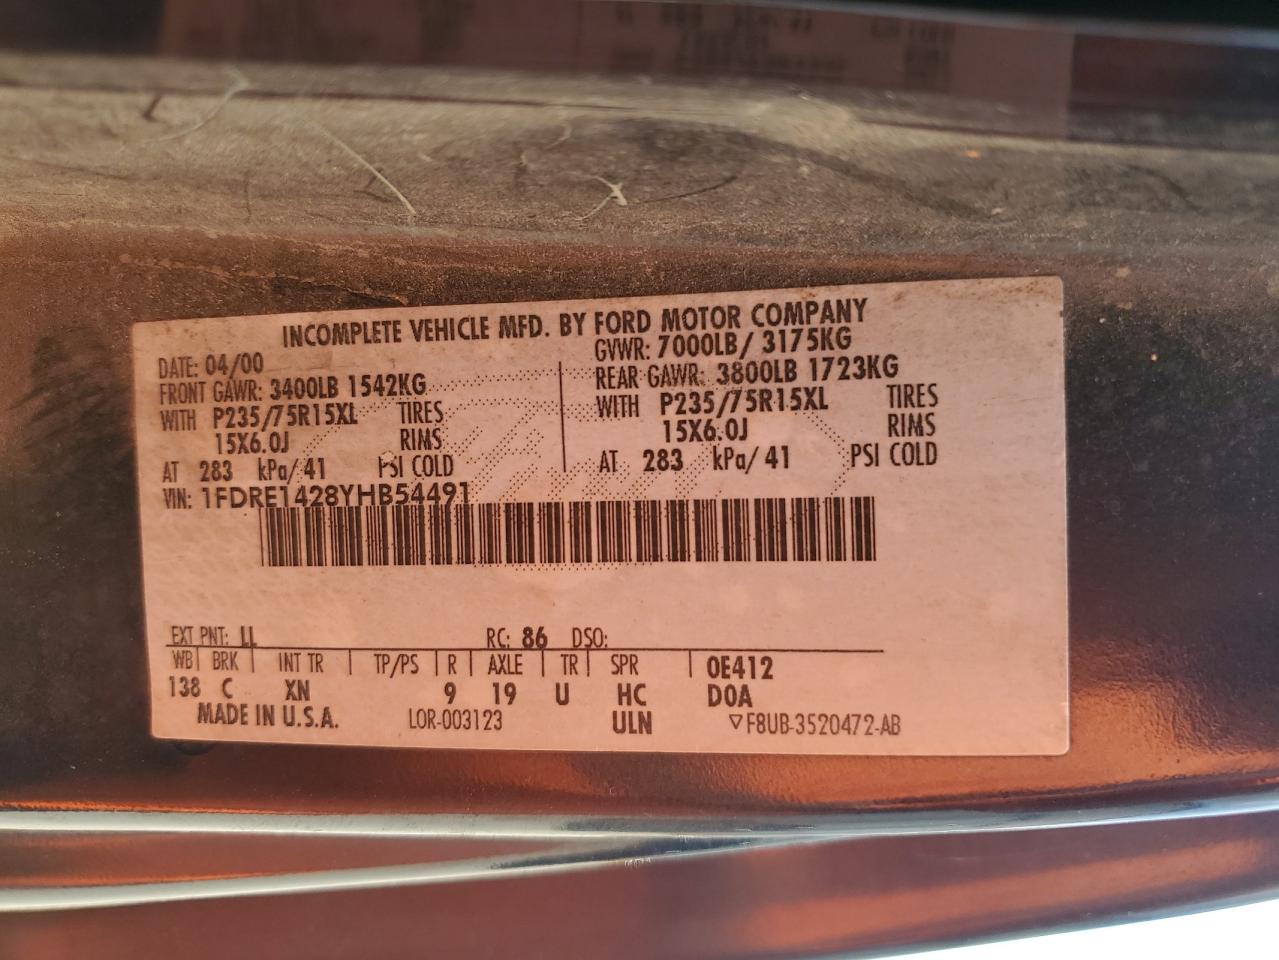 INCOMPLETE VEHICLE MFD. BY FORD MOTOR COMPANY
DATE: 04/00 GVWR: 7000LB/ 3175KG
FRONT GAWR: 3400LB 1542KG REAR GAWR: 3800LB 1723KG
WITH P235/75R15XL TIRES WITH P235/75R15XL TIRES
15X6.0J RIMS 15X6.0J RIMS
AT 283 kPa/ 41 PSI COLD AT 283 kPa/ 41 PSI COLD
VIN: 1FDRE1428YHB54491
EXT PNT: LL RC: 86 DSO:
WB BRK INT TR TP/PS R AXLE TR SPR 0E412
138 C XN 9 19 U HC DOA
MADE IN U.S.A. LOR-003123 ULN ▽F8UB-3520472-AB